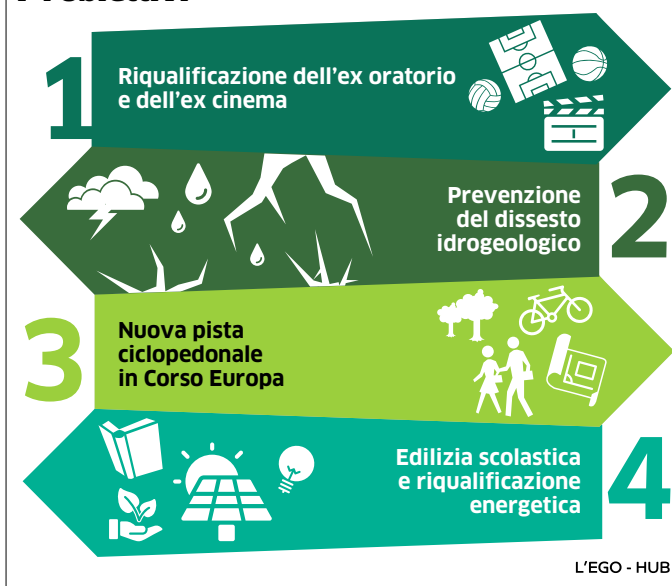 1
Riqualificazione dell'ex oratorio
e dell'ex cinema
2
Prevenzione
del dissesto
idrogeologico
3
Nuova pista
ciclopedonale
in Corso Europa
4
Edilizia scolastica
e riqualificazione
energetica
L'EGO - HUB